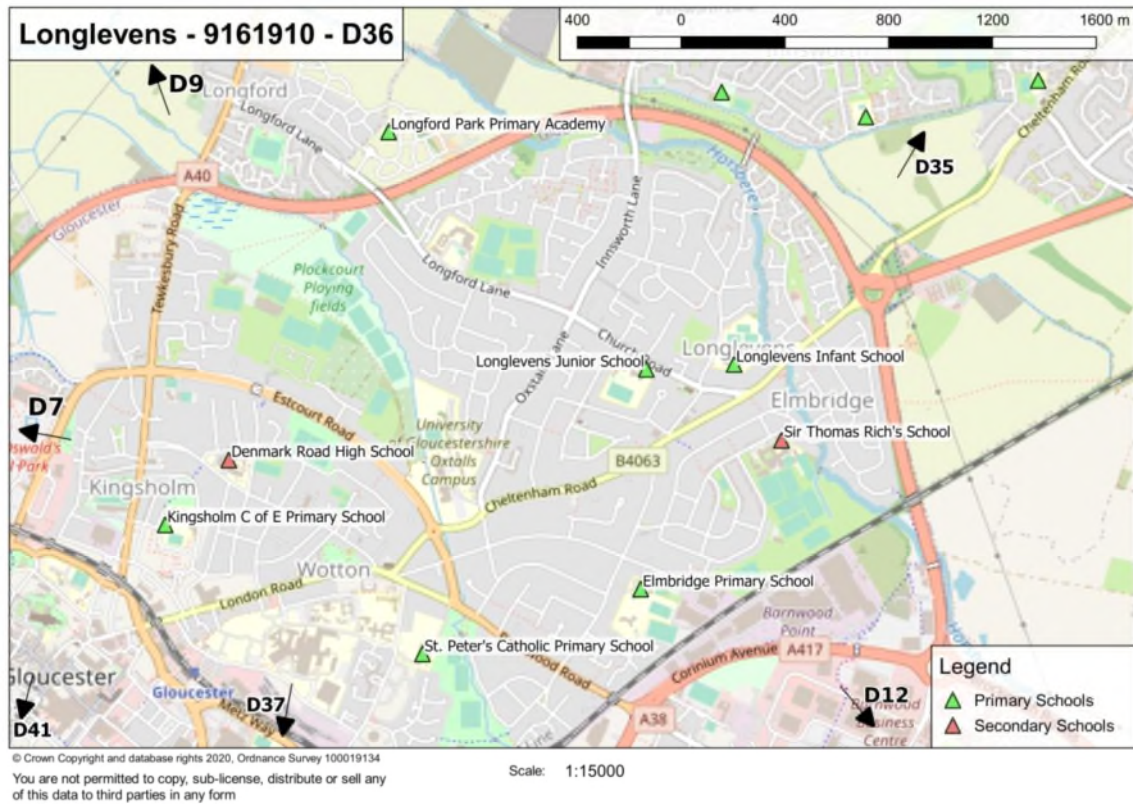 Longlevens - 9161910 - D36
400 0 400 800 1200 1600 m
D9
Longford
Longford Lane
Longford Park Primary Academy
Innsworth Lane
Cheltenham Road
D35
A40
Gloucester
Tewkesbury Road
Plockcourt
Playing
fields
Longford Lane
Church Road
Longlevens
Longlevens Junior School
Longlevens Infant School
Elmbridge
Sir Thomas Rich's School
D7
Estcourt Road
University
of Gloucestershire
Oxstalls
Campus
B4063
Cheltenham Road
Denmark Road High School
Kingsholm
Kingsholm C of E Primary School
Wotton
London Road
Elmbridge Primary School
Barnwood
Point
St. Peter's Catholic Primary School
Corinium Avenue
A417
A38
Gloucester
Gloucester
Metz Way
D41
D37
D12
Barnwood
Business
Centre
Legend
Primary Schools
Secondary Schools
© Crown Copyright and database rights 2020, Ordnance Survey 100019134
You are not permitted to copy, sub-license, distribute or sell any
of this data to third parties in any form
Scale: 1:15000